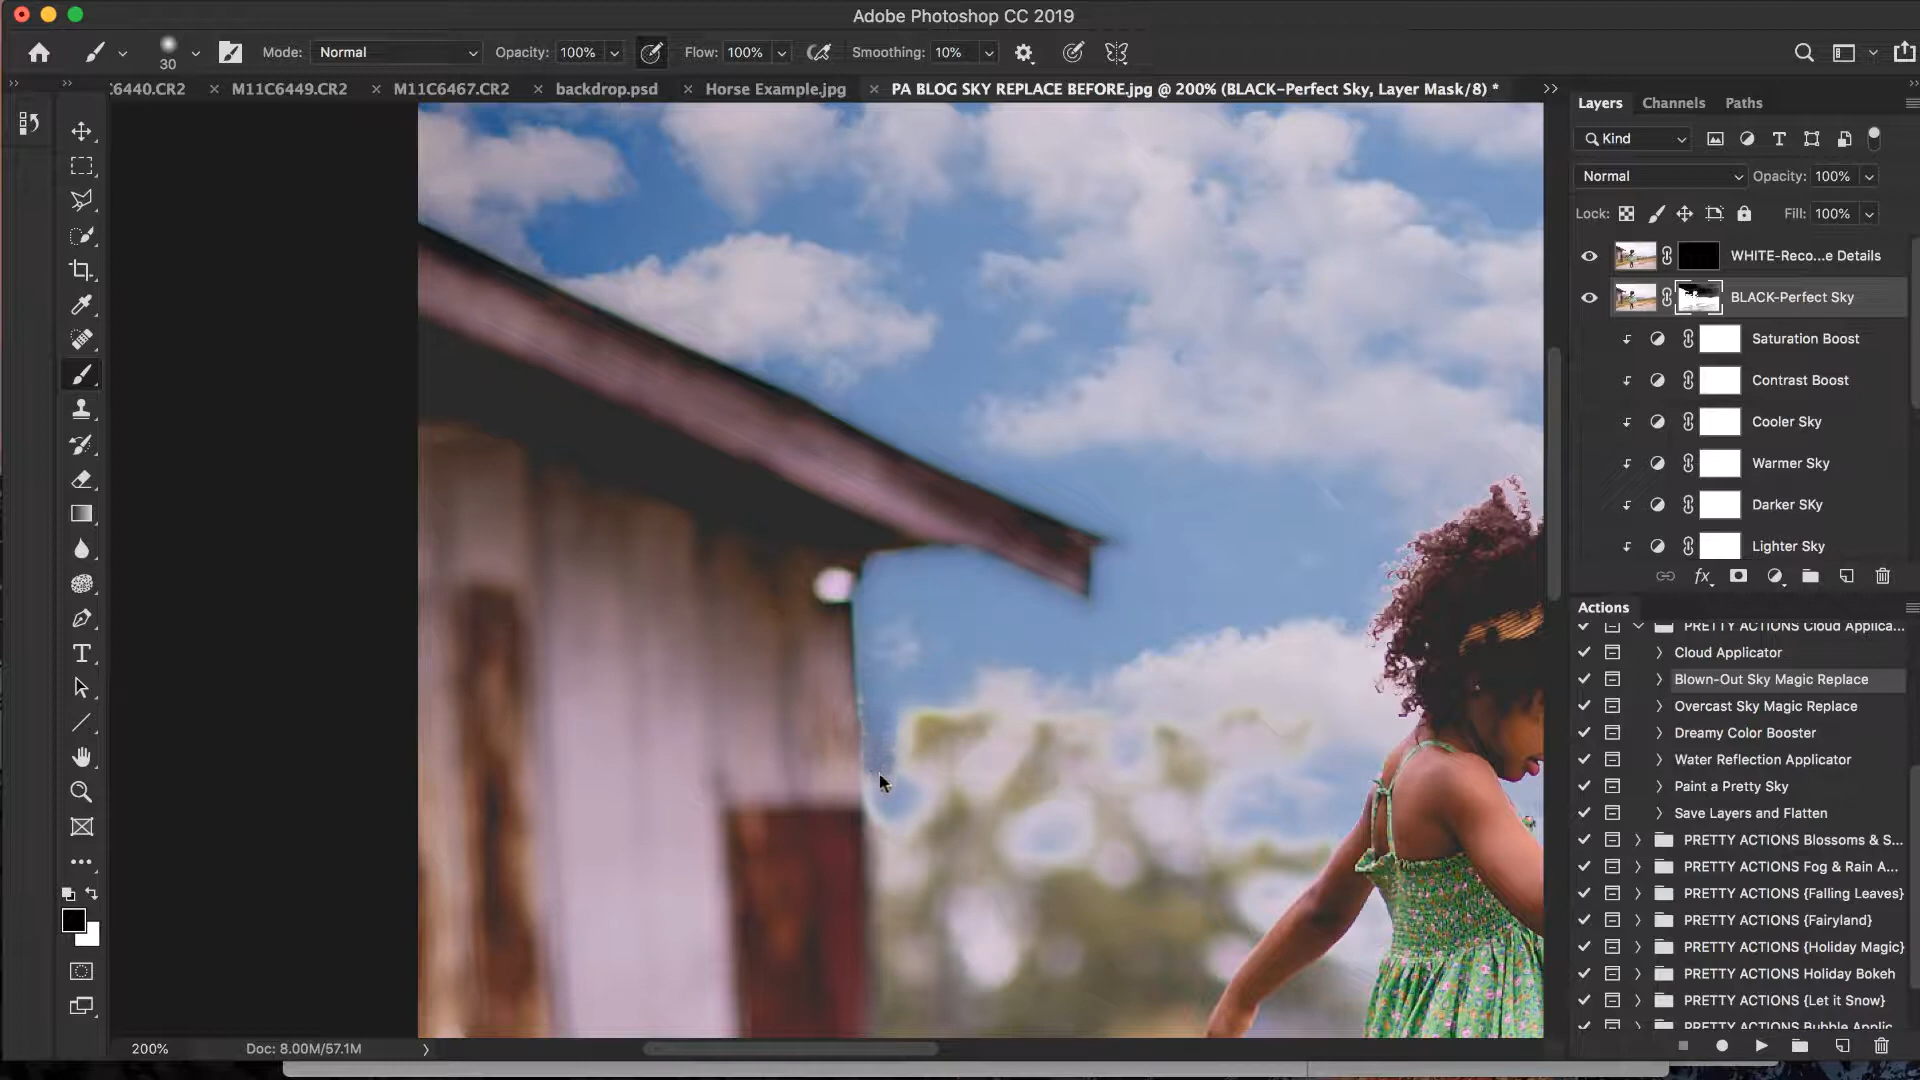 Adobe Photoshop CC 2019
30
Mode: Normal
Opacity: 100%
Flow: 100%
Smoothing: 10%
C6440.CR2
M11C6449.CR2
M11C6467.CR2
backdrop.psd
Horse Example.jpg
PA BLOG SKY REPLACE BEFORE.jpg @ 200% (BLACK-Perfect Sky, Layer Mask/8) *
Layers
Channels
Paths
Kind
Normal
Opacity: 100%
Lock:
Fill: 100%
WHITE-Reco...e Details
BLACK-Perfect Sky
Saturation Boost
Contrast Boost
Cooler Sky
Warmer Sky
Darker SKy
Lighter Sky
fx
Actions
PRETTY ACTIONS Cloud Applica...
Cloud Applicator
Blown-Out Sky Magic Replace
Overcast Sky Magic Replace
Dreamy Color Booster
Water Reflection Applicator
Paint a Pretty Sky
Save Layers and Flatten
PRETTY ACTIONS Blossoms & S...
PRETTY ACTIONS Fog & Rain A...
PRETTY ACTIONS {Falling Leaves}
PRETTY ACTIONS {Fairyland}
PRETTY ACTIONS {Holiday Magic}
PRETTY ACTIONS Holiday Bokeh
PRETTY ACTIONS {Let it Snow}
PRETTY ACTIONS Bubble Applic...
200%
Doc: 8.00M/57.1M